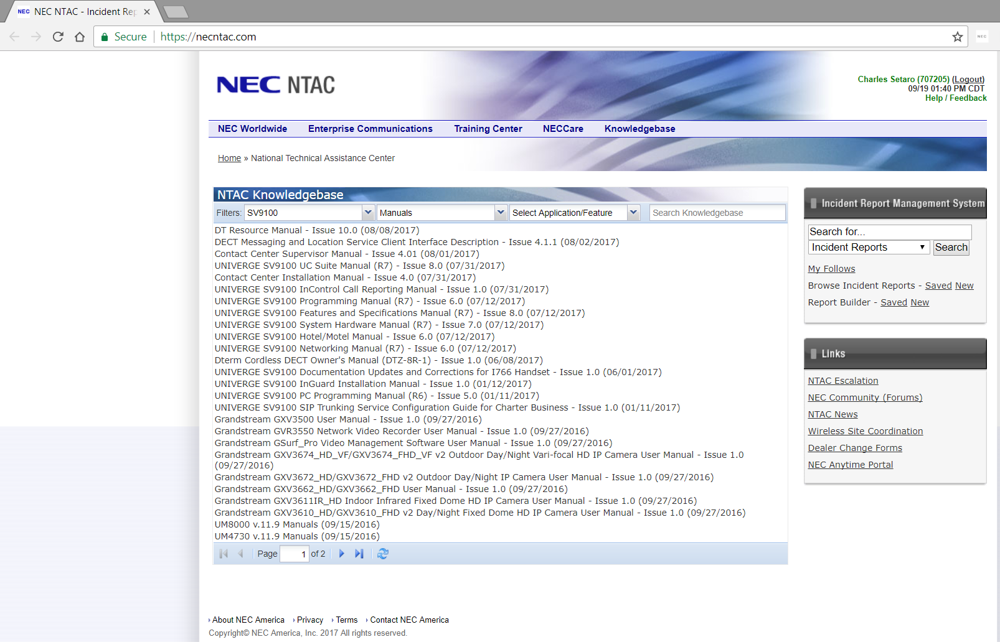 NEC NEC NTAC - Incident Rep
Secure https://necntac.com
NEC
NEC NTAC
Charles Setaro (707205) (Logout)
09/19 01:40 PM CDT
Help / Feedback
NEC Worldwide Enterprise Communications Training Center NECCare Knowledgebase
Home » National Technical Assistance Center
NTAC Knowledgebase
Filters: SV9100 Manuals Select Application/Feature Search Knowledgebase
DT Resource Manual - Issue 10.0 (08/08/2017)
DECT Messaging and Location Service Client Interface Description - Issue 4.1.1 (08/02/2017)
Contact Center Supervisor Manual - Issue 4.01 (08/01/2017)
UNIVERGE SV9100 UC Suite Manual (R7) - Issue 8.0 (07/31/2017)
Contact Center Installation Manual - Issue 4.0 (07/31/2017)
UNIVERGE SV9100 InControl Call Reporting Manual - Issue 1.0 (07/31/2017)
UNIVERGE SV9100 Programming Manual (R7) - Issue 6.0 (07/12/2017)
UNIVERGE SV9100 Features and Specifications Manual (R7) - Issue 8.0 (07/12/2017)
UNIVERGE SV9100 System Hardware Manual (R7) - Issue 7.0 (07/12/2017)
UNIVERGE SV9100 Hotel/Motel Manual - Issue 6.0 (07/12/2017)
UNIVERGE SV9100 Networking Manual (R7) - Issue 6.0 (07/12/2017)
Dterm Cordless DECT Owner's Manual (DTZ-8R-1) - Issue 1.0 (06/08/2017)
UNIVERGE SV9100 Documentation Updates and Corrections for I766 Handset - Issue 1.0 (06/01/2017)
UNIVERGE SV9100 InGuard Installation Manual - Issue 1.0 (01/12/2017)
UNIVERGE SV9100 PC Programming Manual (R6) - Issue 5.0 (01/11/2017)
UNIVERGE SV9100 SIP Trunking Service Configuration Guide for Charter Business - Issue 1.0 (01/11/2017)
Grandstream GXV3500 User Manual - Issue 1.0 (09/27/2016)
Grandstream GVR3550 Network Video Recorder User Manual - Issue 1.0 (09/27/2016)
Grandstream GSurf_Pro Video Management Software User Manual - Issue 1.0 (09/27/2016)
Grandstream GXV3674_HD_VF/GXV3674_FHD_VF v2 Outdoor Day/Night Vari-focal HD IP Camera User Manual - Issue 1.0
(09/27/2016)
Grandstream GXV3672_HD/GXV3672_FHD v2 Outdoor Day/Night IP Camera User Manual - Issue 1.0 (09/27/2016)
Grandstream GXV3662_HD/GXV3662_FHD User Manual - Issue 1.0 (09/27/2016)
Grandstream GXV3611IR_HD Indoor Infrared Fixed Dome HD IP Camera User Manual - Issue 1.0 (09/27/2016)
Grandstream GXV3610_HD/GXV3610_FHD v2 Day/Night Fixed Dome HD IP Camera User Manual - Issue 1.0 (09/27/2016)
UM8000 v.11.9 Manuals (09/15/2016)
UM4730 v.11.9 Manuals (09/15/2016)
Page 1 of 2
Incident Report Management System
Search for...
Incident Reports Search
My Follows
Browse Incident Reports - Saved New
Report Builder - Saved New
Links
NTAC Escalation
NEC Community (Forums)
NTAC News
Wireless Site Coordination
Dealer Change Forms
NEC Anytime Portal
About NEC America Privacy Terms Contact NEC America
Copyright© NEC America, Inc. 2017 All rights reserved.